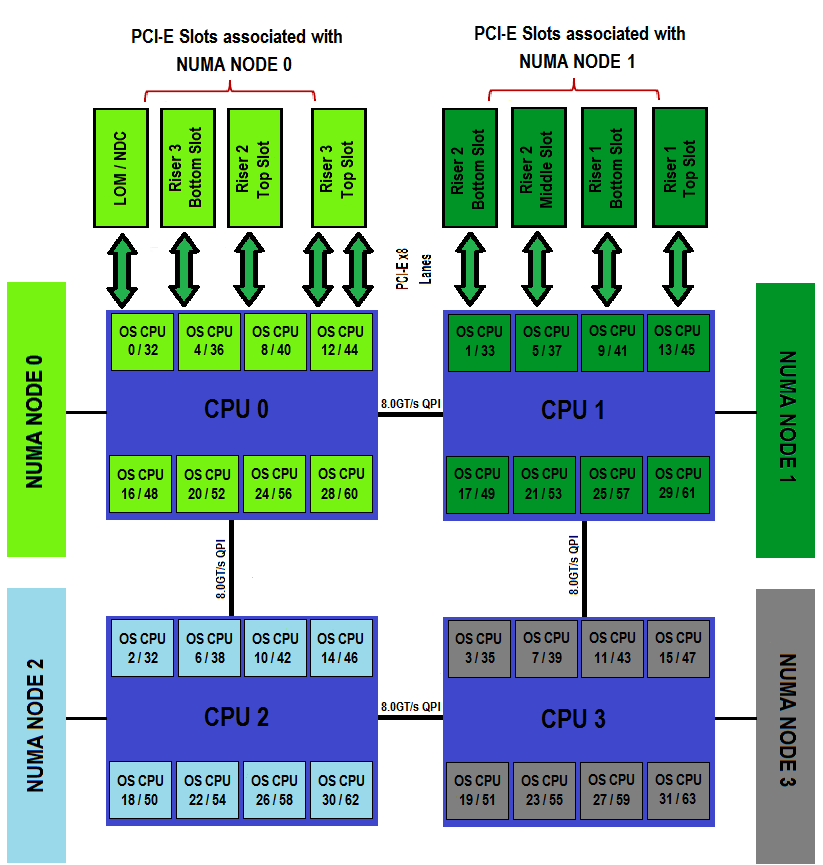 PCI-E Slots associated with
NUMA NODE 0
PCI-E Slots associated with
NUMA NODE 1
LOM / NDC
Riser 3
Bottom Slot
Riser 2
Top Slot
Riser 3
Top Slot
Riser 2
Bottom Slot
Riser 2
Middle Slot
Riser 1
Bottom Slot
Riser 1
Top Slot
PCI-E x8
Lanes
NUMA NODE 0
OS CPU
0 / 32
OS CPU
4 / 36
OS CPU
8 / 40
OS CPU
12 / 44
CPU 0
OS CPU
16 / 48
OS CPU
20 / 52
OS CPU
24 / 56
OS CPU
28 / 60
8.0GT/s QPI
OS CPU
1 / 33
OS CPU
5 / 37
OS CPU
9 / 41
OS CPU
13 / 45
CPU 1
OS CPU
17 / 49
OS CPU
21 / 53
OS CPU
25 / 57
OS CPU
29 / 61
NUMA NODE 1
8.0GT/s QPI
8.0GT/s QPI
NUMA NODE 2
OS CPU
2 / 32
OS CPU
6 / 38
OS CPU
10 / 42
OS CPU
14 / 46
CPU 2
OS CPU
18 / 50
OS CPU
22 / 54
OS CPU
26 / 58
OS CPU
30 / 62
8.0GT/s QPI
OS CPU
3 / 35
OS CPU
7 / 39
OS CPU
11 / 43
OS CPU
15 / 47
CPU 3
OS CPU
19 / 51
OS CPU
23 / 55
OS CPU
27 / 59
OS CPU
31 / 63
NUMA NODE 3